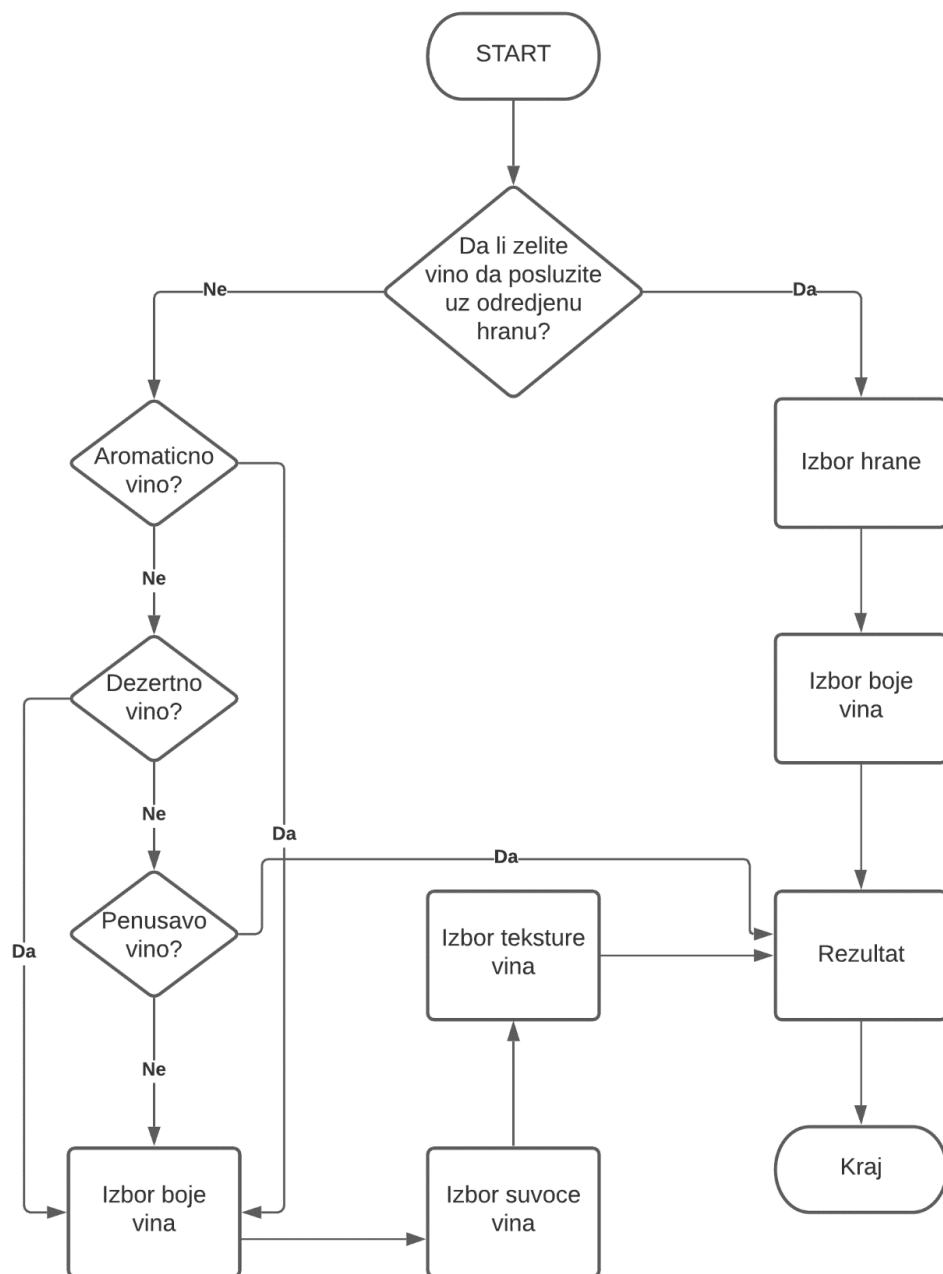 START
Da li zelite
vino da posluzite
uz odredjenu
hranu?
Ne
Da
Aromaticno
vino?
Izbor hrane
Ne
Dezertno
vino?
Izbor boje
vina
Ne
Da
Da
Penusavo
vino?
Da
Izbor teksture
vina
Rezultat
Ne
Izbor boje
vina
Izbor suvoce
vina
Kraj